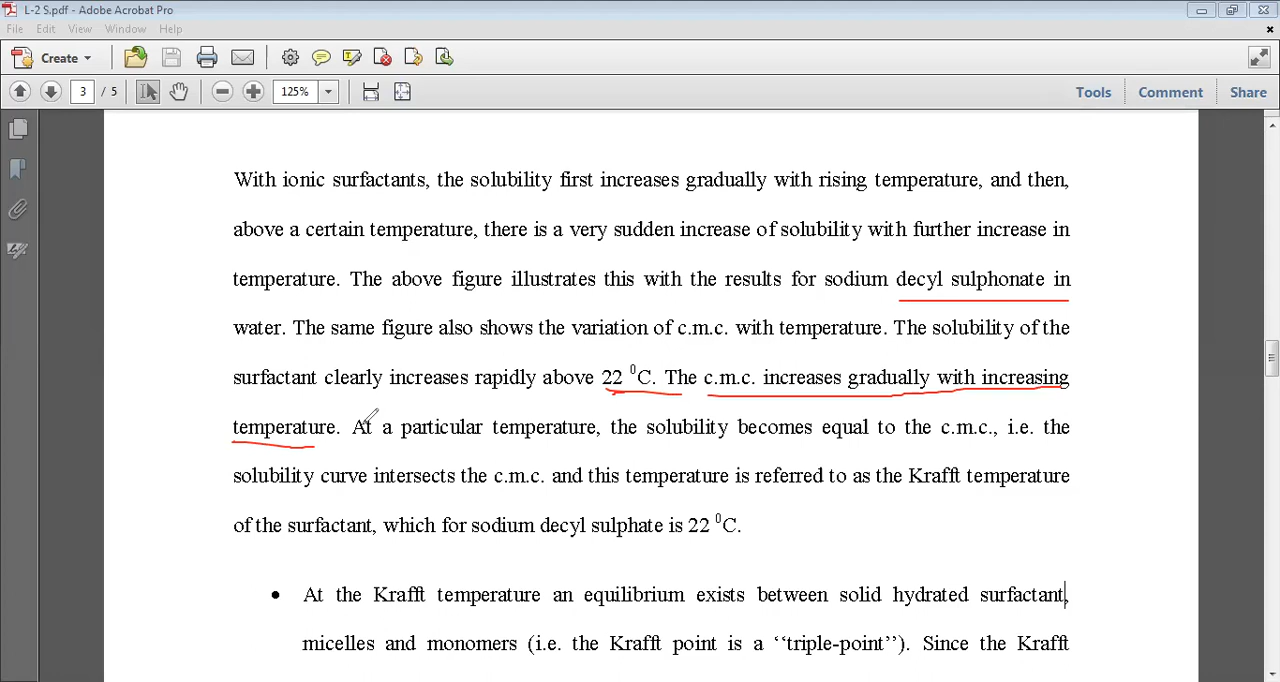 L-2 S.pdf - Adobe Acrobat Pro
File Edit View Window Help
Create
3 / 5 125% Tools Comment Share
With ionic surfactants, the solubility first increases gradually with rising temperature, and then,
above a certain temperature, there is a very sudden increase of solubility with further increase in
temperature. The above figure illustrates this with the results for sodium decyl sulphonate in
water. The same figure also shows the variation of c.m.c. with temperature. The solubility of the
surfactant clearly increases rapidly above 22 ⁰C. The c.m.c. increases gradually with increasing
temperature. At a particular temperature, the solubility becomes equal to the c.m.c., i.e. the
solubility curve intersects the c.m.c. and this temperature is referred to as the Krafft temperature
of the surfactant, which for sodium decyl sulphate is 22 ⁰C.
• At the Krafft temperature an equilibrium exists between solid hydrated surfactant,
micelles and monomers (i.e. the Krafft point is a ‘‘triple-point’’). Since the Krafft